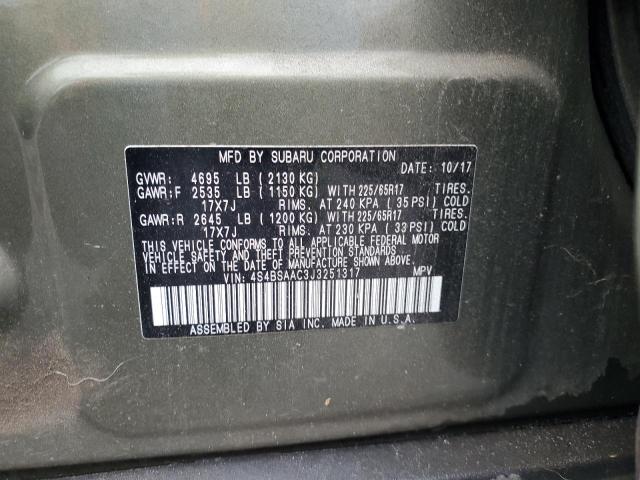 MFD BY SUBARU CORPORATION
DATE: 10/17
GVWR: 4695 LB (2130 KG)
GAWR:F 2535 LB (1150 KG) WITH 225/65R17 TIRES.
17X7J RIMS. AT 240 KPA (35 PSI) COLD
GAWR:R 2645 LB (1200 KG) WITH 225/65R17 TIRES.
17X7J RIMS. AT 230 KPA (33 PSI) COLD
THIS VEHICLE CONFORMS TO ALL APPLICABLE FEDERAL MOTOR
VEHICLE SAFETY AND THEFT PREVENTION STANDARDS IN
EFFECT ON THE DATE OF MANUFACTURE SHOWN ABOVE.
VIN: 4S4BSAAC3J3251317 MPV
ASSEMBLED BY SIA INC. MADE IN U.S.A.